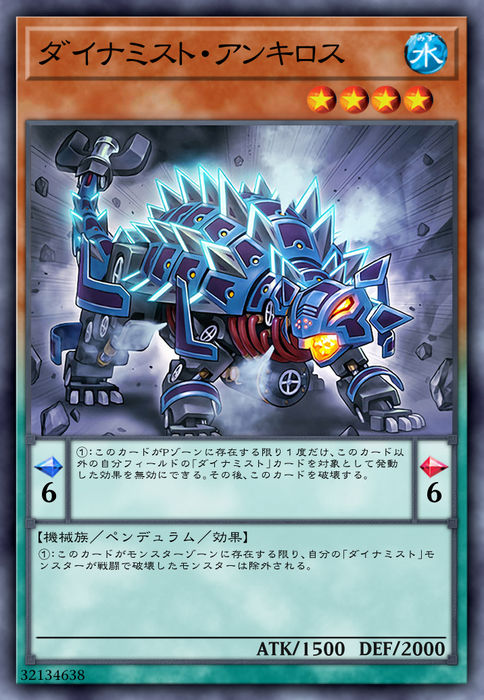 ダイナミスト・アンキロス
みず
水
①:このカードがPゾーンに存在する限り1度だけ、このカード以
外の自分フィールドの「ダイナミスト」カードを対象として発動
した効果を無効にできる。その後、このカードを破壊する。
6
6
【機械族/ペンデュラム/効果】
①:このカードがモンスターゾーンに存在する限り、自分の「ダイナミスト」モ
ンスターが戦闘で破壊したモンスターは除外される。
ATK/1500 DEF/2000
32134638